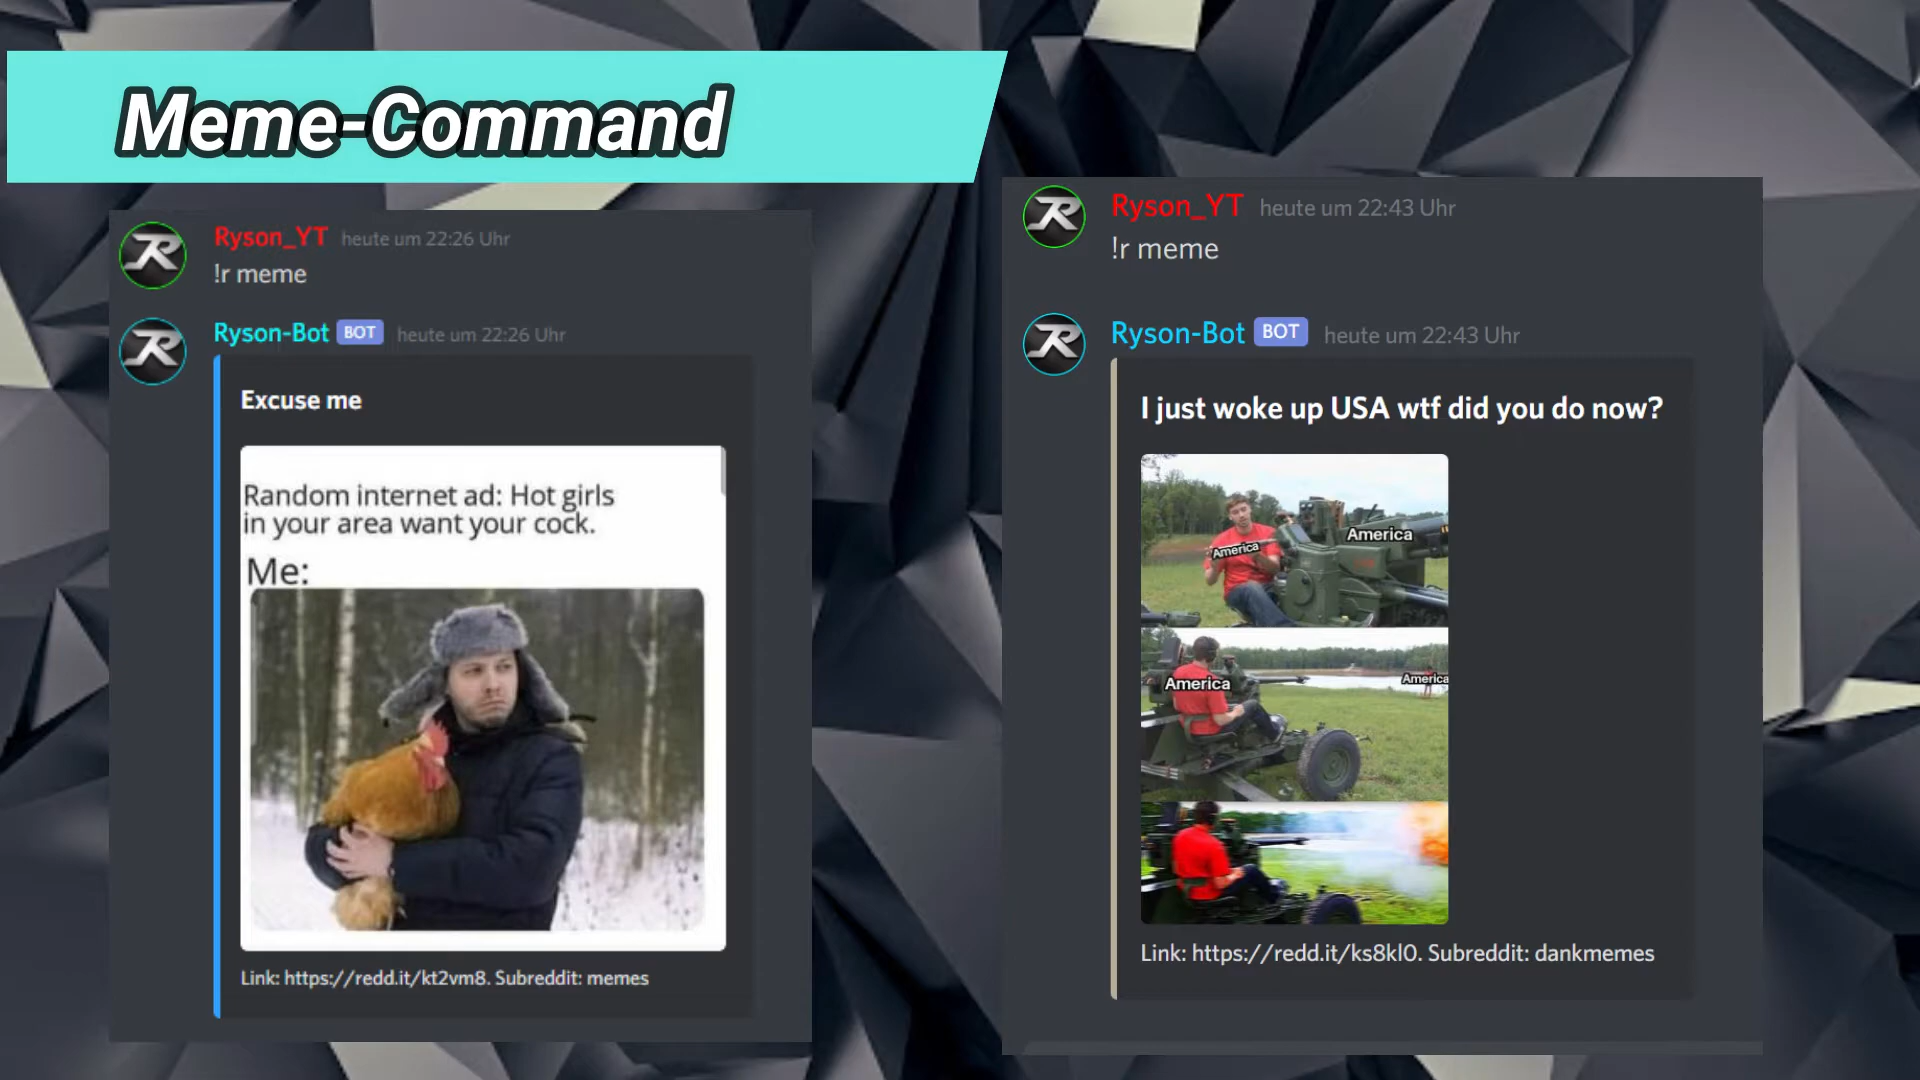 Meme-Command
Ryson_YT heute um 22:26 Uhr
!r meme
Ryson-Bot BOT heute um 22:26 Uhr
Excuse me
Random internet ad: Hot girls
in your area want your cock.
Me:
Link: https://redd.it/kt2vm8. Subreddit: memes
Ryson_YT heute um 22:43 Uhr
!r meme
Ryson-Bot BOT heute um 22:43 Uhr
I just woke up USA wtf did you do now?
America
America
America
America
Link: https://redd.it/ks8kl0. Subreddit: dankmemes